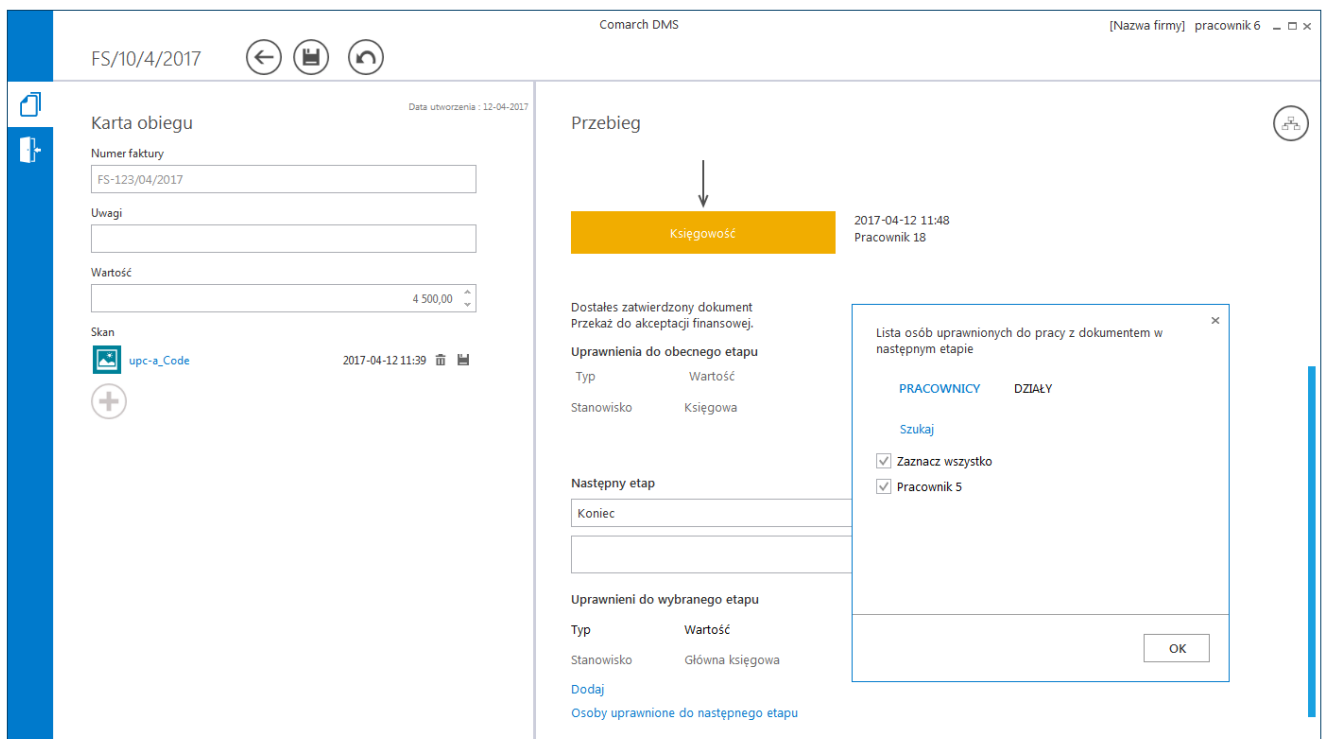 Comarch DMS
[Nazwa firmy] pracownik 6
FS/10/4/2017
Data utworzenia : 12-04-2017
Karta obiegu
Numer faktury
FS-123/04/2017
Uwagi
Wartość
4 500,00
Skan
upc-a_Code 2017-04-12 11:39
Przebieg
Księgowość
2017-04-12 11:48
Pracownik 18
Dostałes zatwierdzony dokument
Przekaż do akceptacji finansowej.
Uprawnienia do obecnego etapu
Typ Wartość
Stanowisko Księgowa
Następny etap
Koniec
Uprawnieni do wybranego etapu
Typ Wartość
Stanowisko Główna księgowa
Dodaj
Osoby uprawnione do następnego etapu
Lista osób uprawnionych do pracy z dokumentem w
następnym etapie
PRACOWNICY DZIAŁY
Szukaj
Zaznacz wszystko
Pracownik 5
OK